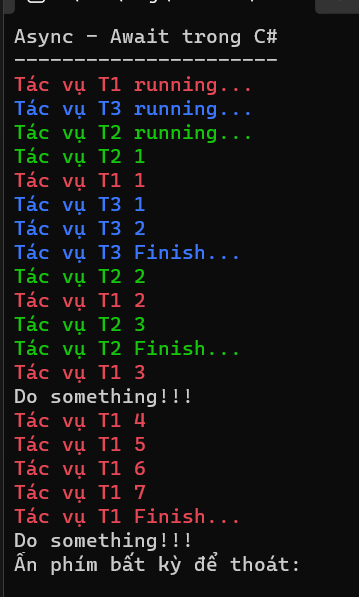 Async - Await trong C#
----------------------
Tác vụ T1 running...
Tác vụ T3 running...
Tác vụ T2 running...
Tác vụ T2 1
Tác vụ T1 1
Tác vụ T3 1
Tác vụ T3 2
Tác vụ T3 Finish...
Tác vụ T2 2
Tác vụ T1 2
Tác vụ T2 3
Tác vụ T2 Finish...
Tác vụ T1 3
Do something!!!
Tác vụ T1 4
Tác vụ T1 5
Tác vụ T1 6
Tác vụ T1 7
Tác vụ T1 Finish...
Do something!!!
Ấn phím bất kỳ để thoát: